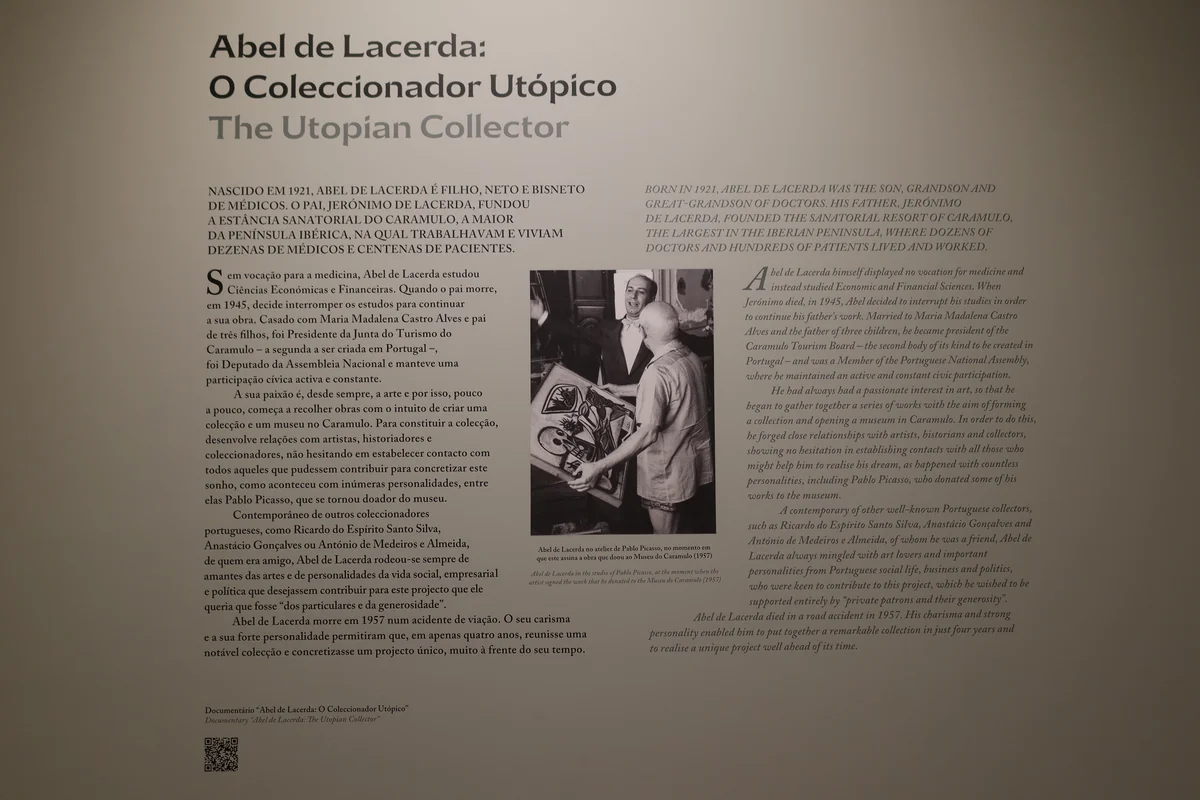 Abel de Lacerda:
O Coleccionador Utópico
The Utopian Collector
NASCIDO EM 1921, ABEL DE LACERDA É FILHO, NETO E BISNETO
DE MÉDICOS. O PAI, JERÓNIMO DE LACERDA, FUNDOU
A ESTÂNCIA SANATORIAL DO CARAMULO, A MAIOR
DA PENÍNSULA IBÉRICA, NA QUAL TRABALHAVAM E VIVIAM
DEZENAS DE MÉDICOS E CENTENAS DE PACIENTES.
Sem vocação para a medicina, Abel de Lacerda estudou
Ciências Económicas e Financeiras. Quando o pai morre,
em 1945, decide interromper os estudos para continuar
a sua obra. Casado com Maria Madalena Castro Alves e pai
de três filhos, foi Presidente da Junta do Turismo do
Caramulo – a segunda a ser criada em Portugal –,
foi Deputado da Assembleia Nacional e manteve uma
participação cívica activa e constante.
A sua paixão é, desde sempre, a arte e por isso, pouco
a pouco, começa a recolher obras com o intuito de criar uma
colecção e um museu no Caramulo. Para constituir a colecção,
desenvolve relações com artistas, historiadores e
coleccionadores, não hesitando em estabelecer contacto com
todos aqueles que pudessem contribuir para concretizar este
sonho, como aconteceu com inúmeras personalidades, entre
elas Pablo Picasso, que se tornou doador do museu.
Contemporâneo de outros coleccionadores
portugueses, como Ricardo do Espírito Santo Silva,
Anastácio Gonçalves ou António de Medeiros e Almeida,
de quem era amigo, Abel de Lacerda rodeou-se sempre de
amantes das artes e de personalidades da vida social, empresarial
e política que desejassem contribuir para este projecto que ele
queria que fosse “dos particulares e da generosidade”.
Abel de Lacerda morre em 1957 num acidente de viação. O seu carisma
e a sua forte personalidade permitiram que, em apenas quatro anos, reunisse uma
notável colecção e concretizasse um projecto único, muito à frente do seu tempo.
Abel de Lacerda no atelier de Pablo Picasso, no momento em
que este assina a obra que doou ao Museu do Caramulo (1957)
Abel de Lacerda in the studio of Pablo Picasso, at the moment when the
artist signed the work that he donated to the Museu do Caramulo (1957)
BORN IN 1921, ABEL DE LACERDA WAS THE SON, GRANDSON AND
GREAT-GRANDSON OF DOCTORS. HIS FATHER, JERÓNIMO
DE LACERDA, FOUNDED THE SANATORIAL RESORT OF CARAMULO,
THE LARGEST IN THE IBERIAN PENINSULA, WHERE DOZENS OF
DOCTORS AND HUNDREDS OF PATIENTS LIVED AND WORKED.
Abel de Lacerda himself displayed no vocation for medicine and
instead studied Economic and Financial Sciences. When
Jerónimo died, in 1945, Abel decided to interrupt his studies in order
to continue his father's work. Married to Maria Madalena Castro
Alves and the father of three children, he became president of the
Caramulo Tourism Board – the second body of its kind to be created in
Portugal – and was a Member of the Portuguese National Assembly,
where he maintained an active and constant civic participation.
He had always had a passionate interest in art, so that he
began to gather together a series of works with the aim of forming
a collection and opening a museum in Caramulo. In order to do this,
he forged close relationships with artists, historians and collectors,
showing no hesitation in establishing contacts with all those who
might help him to realise his dream, as happened with countless
personalities, including Pablo Picasso, who donated some of his
works to the museum.
A contemporary of other well-known Portuguese collectors,
such as Ricardo do Espírito Santo Silva, Anastácio Gonçalves and
António de Medeiros e Almeida, of whom he was a friend, Abel de
Lacerda always mingled with art lovers and important
personalities from Portuguese social life, business and politics,
who were keen to contribute to this project, which he wished to be
supported entirely by “private patrons and their generosity”.
Abel de Lacerda died in a road accident in 1957. His charisma and strong
personality enabled him to put together a remarkable collection in just four years and
to realise a unique project well ahead of its time.
Documentário “Abel de Lacerda: O Coleccionador Utópico”
Documentary “Abel de Lacerda: The Utopian Collector”